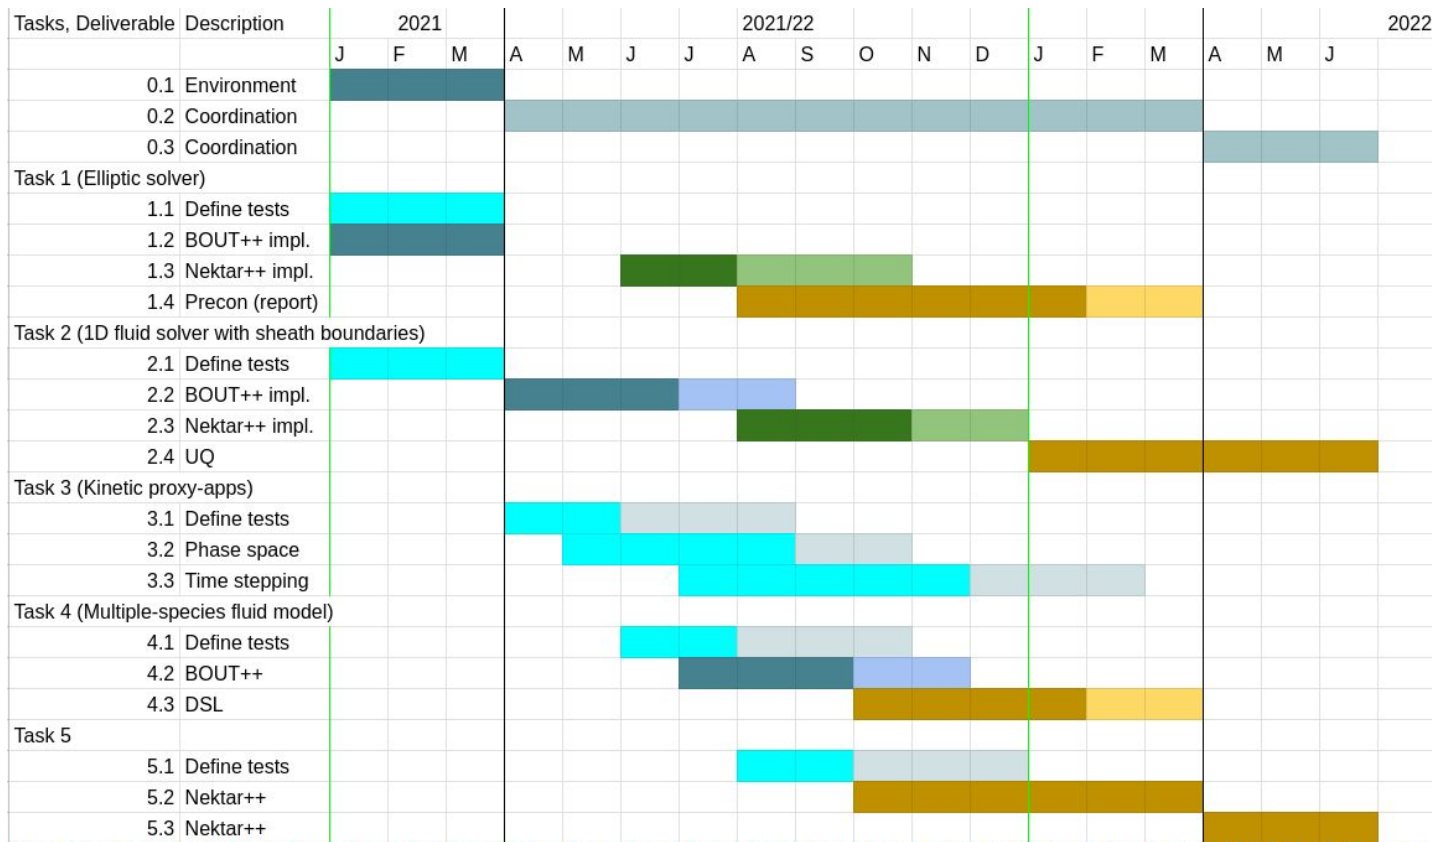 Tasks, Deliverable Description 2021 2021/22 2022
J F M A M J J A S O N D J F M A M J
0.1 Environment
0.2 Coordination
0.3 Coordination
Task 1 (Elliptic solver)
1.1 Define tests
1.2 BOUT++ impl.
1.3 Nektar++ impl.
1.4 Precon (report)
Task 2 (1D fluid solver with sheath boundaries)
2.1 Define tests
2.2 BOUT++ impl.
2.3 Nektar++ impl.
2.4 UQ
Task 3 (Kinetic proxy-apps)
3.1 Define tests
3.2 Phase space
3.3 Time stepping
Task 4 (Multiple-species fluid model)
4.1 Define tests
4.2 BOUT++
4.3 DSL
Task 5
5.1 Define tests
5.2 Nektar++
5.3 Nektar++